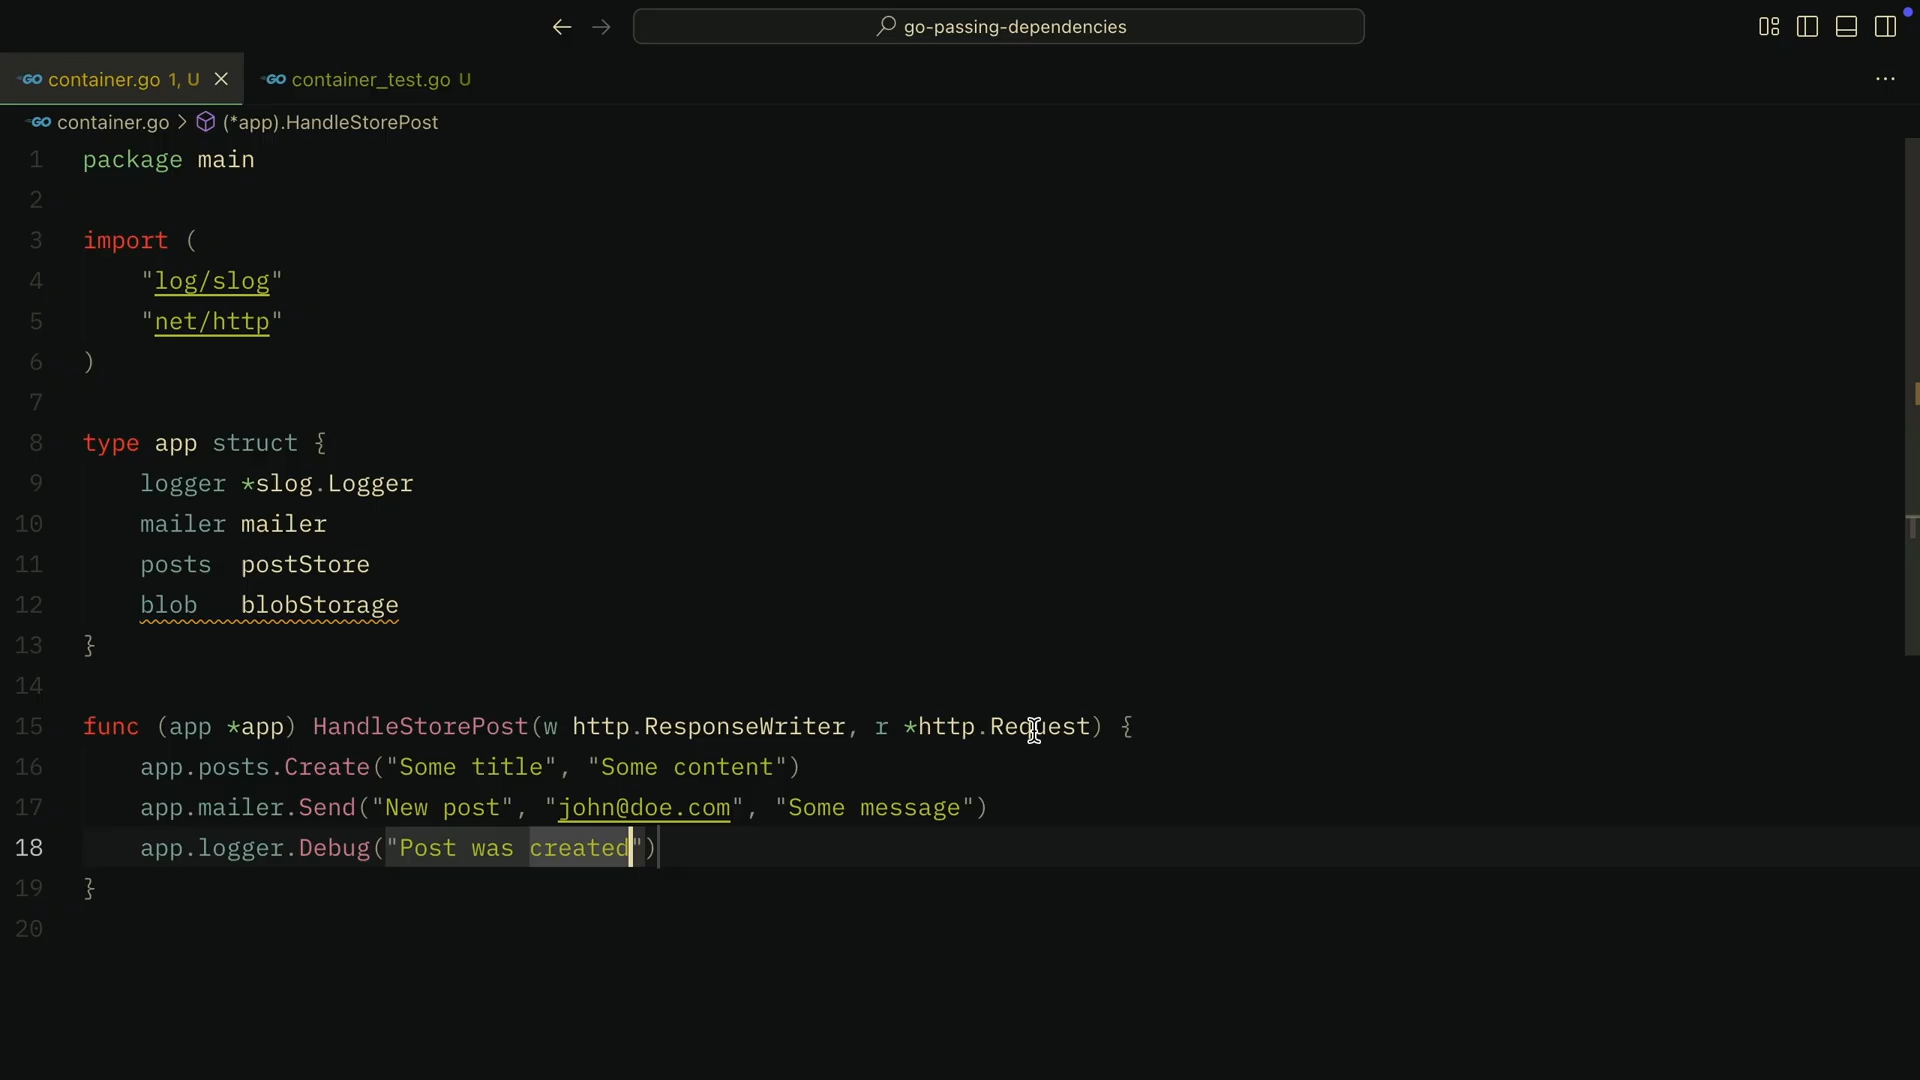 go-passing-dependencies
GO container.go 1, U
GO container_test.go U
GO container.go > (*app).HandleStorePost
1 package main
2
3 import (
4 "log/slog"
5 "net/http"
6 )
7
8 type app struct {
9 logger *slog.Logger
10 mailer mailer
11 posts postStore
12 blob blobStorage
13 }
14
15 func (app *app) HandleStorePost(w http.ResponseWriter, r *http.Request) {
16 app.posts.Create("Some title", "Some content")
17 app.mailer.Send("New post", "john@doe.com", "Some message")
18 app.logger.Debug("Post was created")
19 }
20